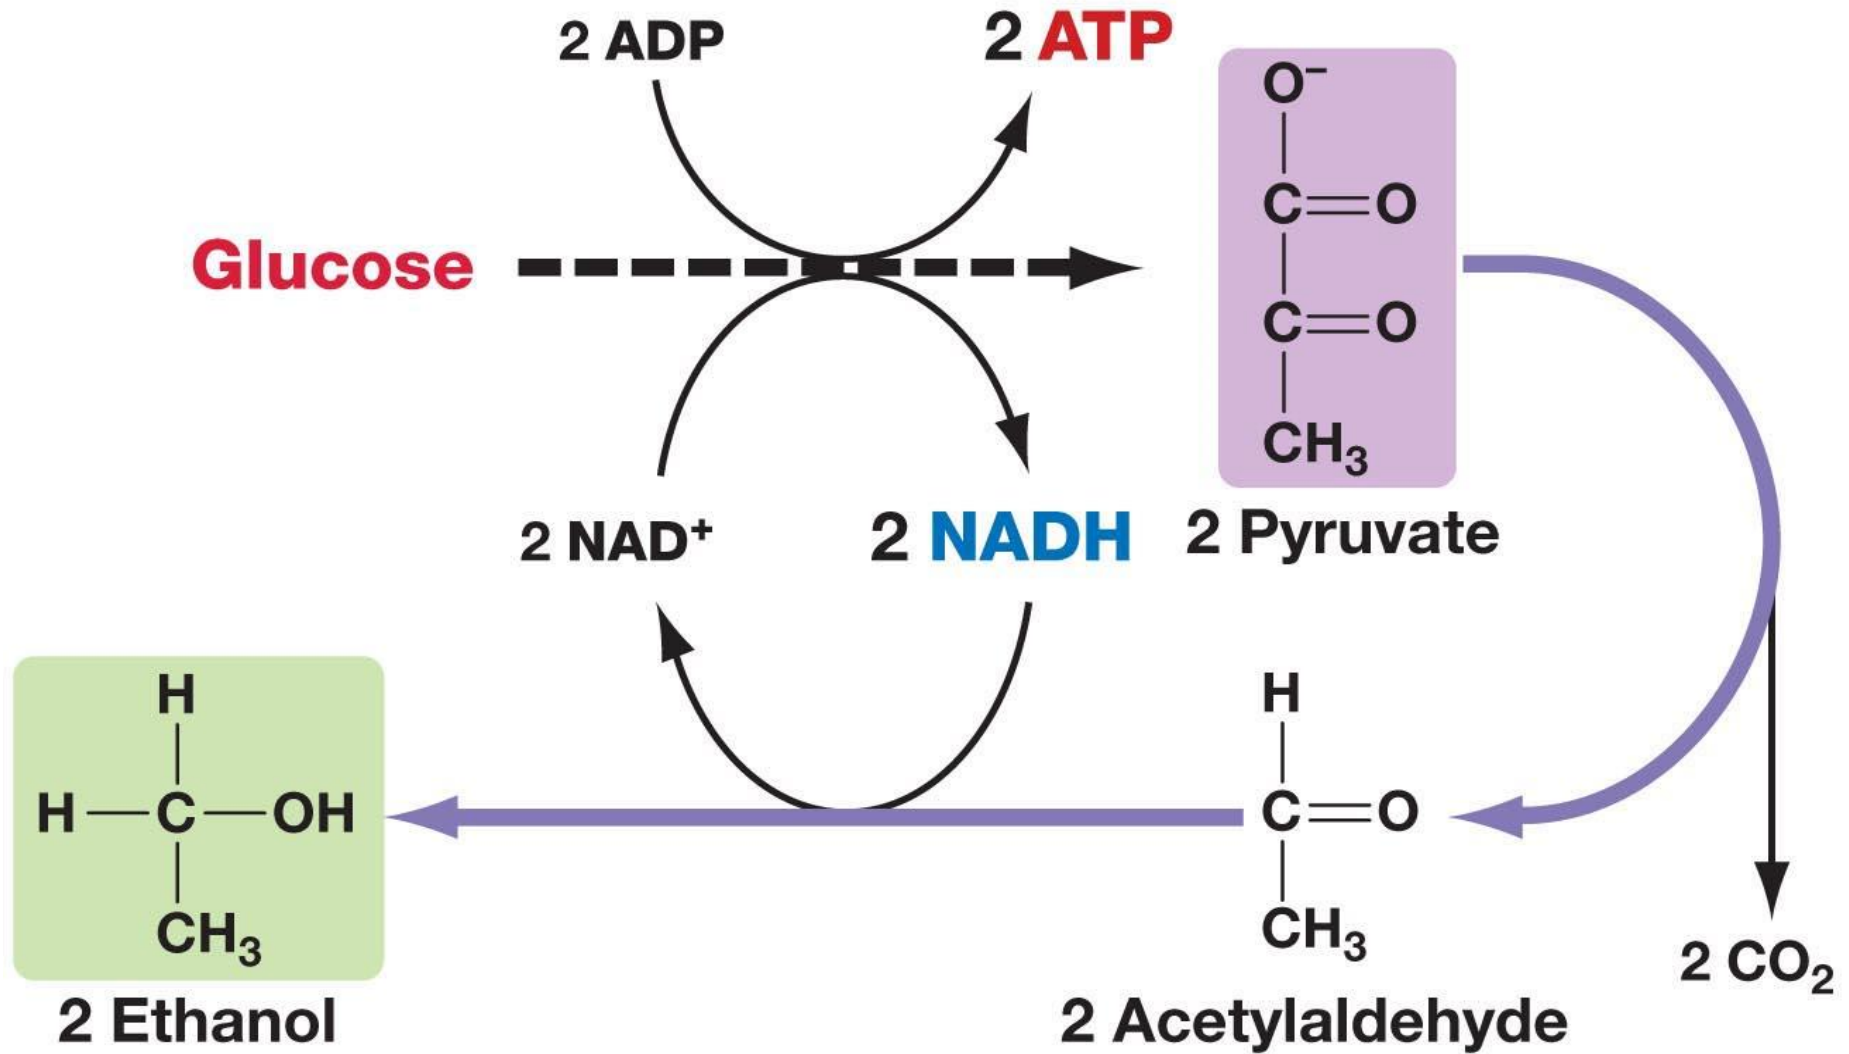 2 ADP
2 ATP
Glucose
O⁻
C=O
C=O
CH₃
2 NAD⁺
2 NADH
2 Pyruvate
H
H—C—OH
CH₃
2 Ethanol
H
C=O
CH₃
2 Acetylaldehyde
2 CO₂